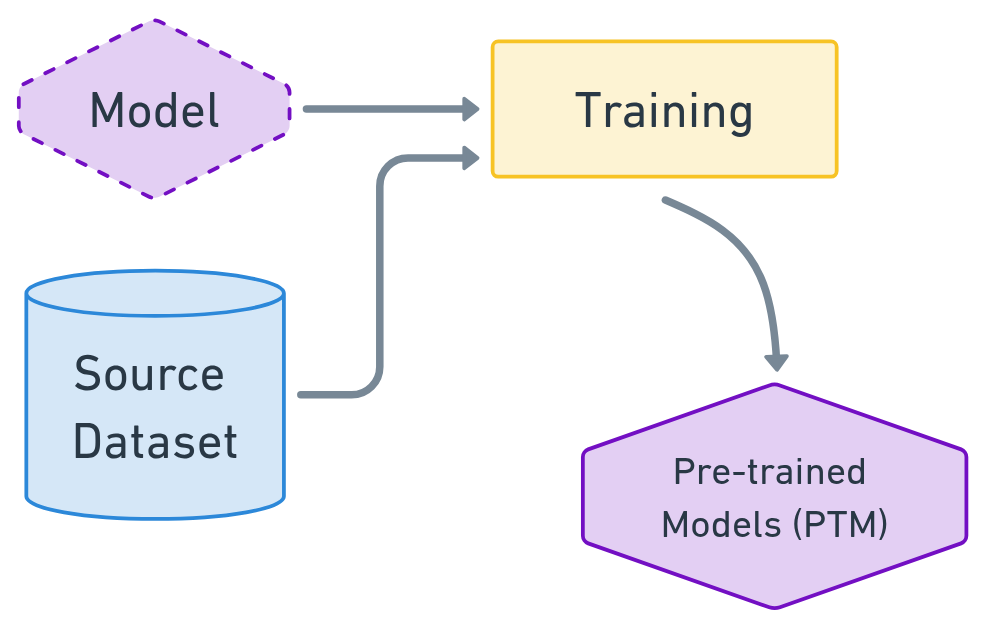 Model
Training
Source
Dataset
Pre-trained
Models (PTM)